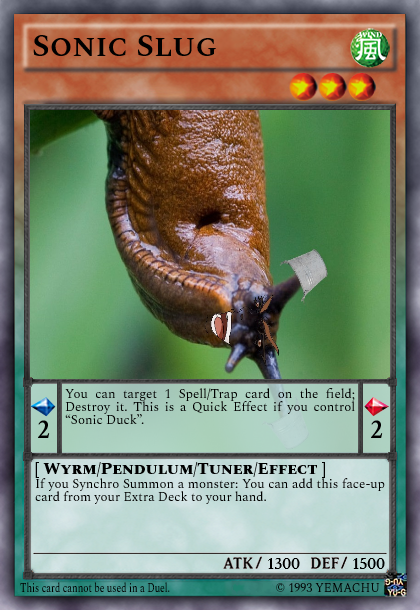 Sonic Slug
WIND
風
You can target 1 Spell/Trap card on the field;
Destroy it. This is a Quick Effect if you control
“Sonic Duck”.
2
2
[ Wyrm/Pendulum/Tuner/Effect ]
If you Synchro Summon a monster: You can add this face-up
card from your Extra Deck to your hand.
ATK / 1300 DEF / 1500
This card cannot be used in a Duel.
© 1993 YEMACHU